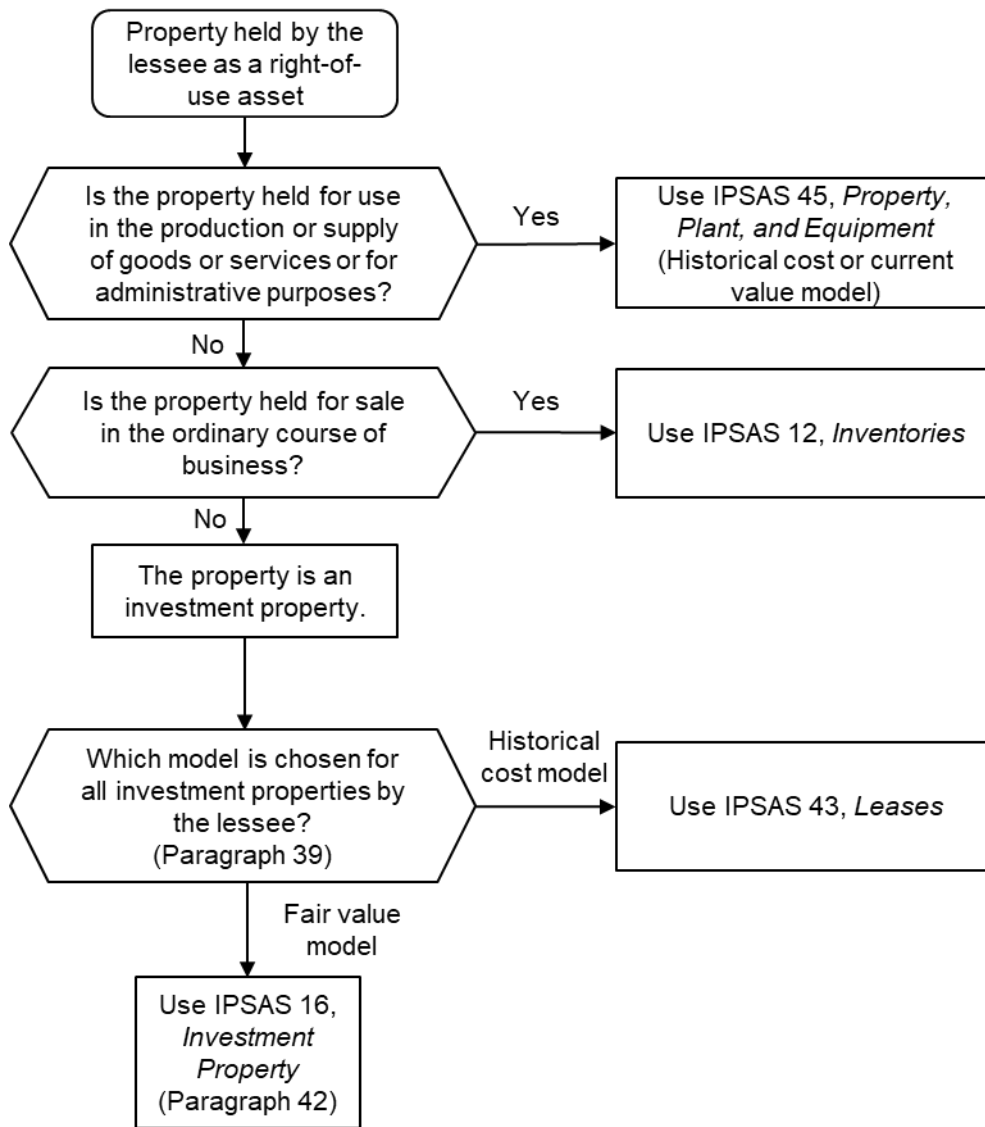 Property held by the
lessee as a right-of-
use asset
Is the property held for use
in the production or supply
of goods or services or for
administrative purposes?
Yes
Use IPSAS 45, Property,
Plant, and Equipment
(Historical cost or current
value model)
No
Is the property held for sale
in the ordinary course of
business?
Yes
Use IPSAS 12, Inventories
No
The property is an
investment property.
Which model is chosen for
all investment properties by
the lessee?
(Paragraph 39)
Historical
cost model
Use IPSAS 43, Leases
Fair value
model
Use IPSAS 16,
Investment
Property
(Paragraph 42)